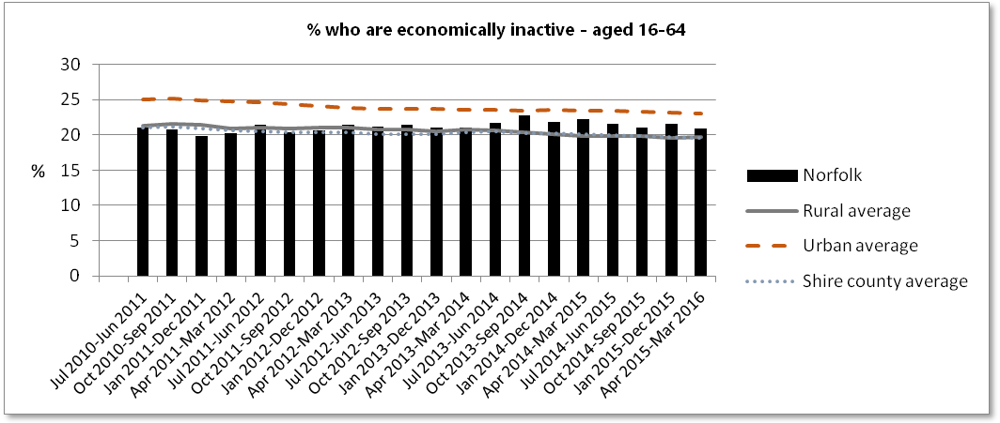 % who are economically inactive - aged 16-64
30
25
20
15
10
5
0
%
Jul 2010-Jun 2011
Oct 2010-Sep 2011
Jan 2011-Dec 2011
Apr 2011-Mar 2012
Jul 2011-Jun 2012
Oct 2011-Sep 2012
Jan 2012-Dec 2012
Apr 2012-Mar 2013
Jul 2012-Jun 2013
Oct 2012-Sep 2013
Jan 2013-Dec 2013
Apr 2013-Mar 2014
Jul 2013-Jun 2014
Oct 2013-Sep 2014
Jan 2014-Dec 2014
Apr 2014-Mar 2015
Jul 2014-Jun 2015
Oct 2014-Sep 2015
Jan 2015-Dec 2015
Apr 2015-Mar 2016
Norfolk
Rural average
Urban average
Shire county average